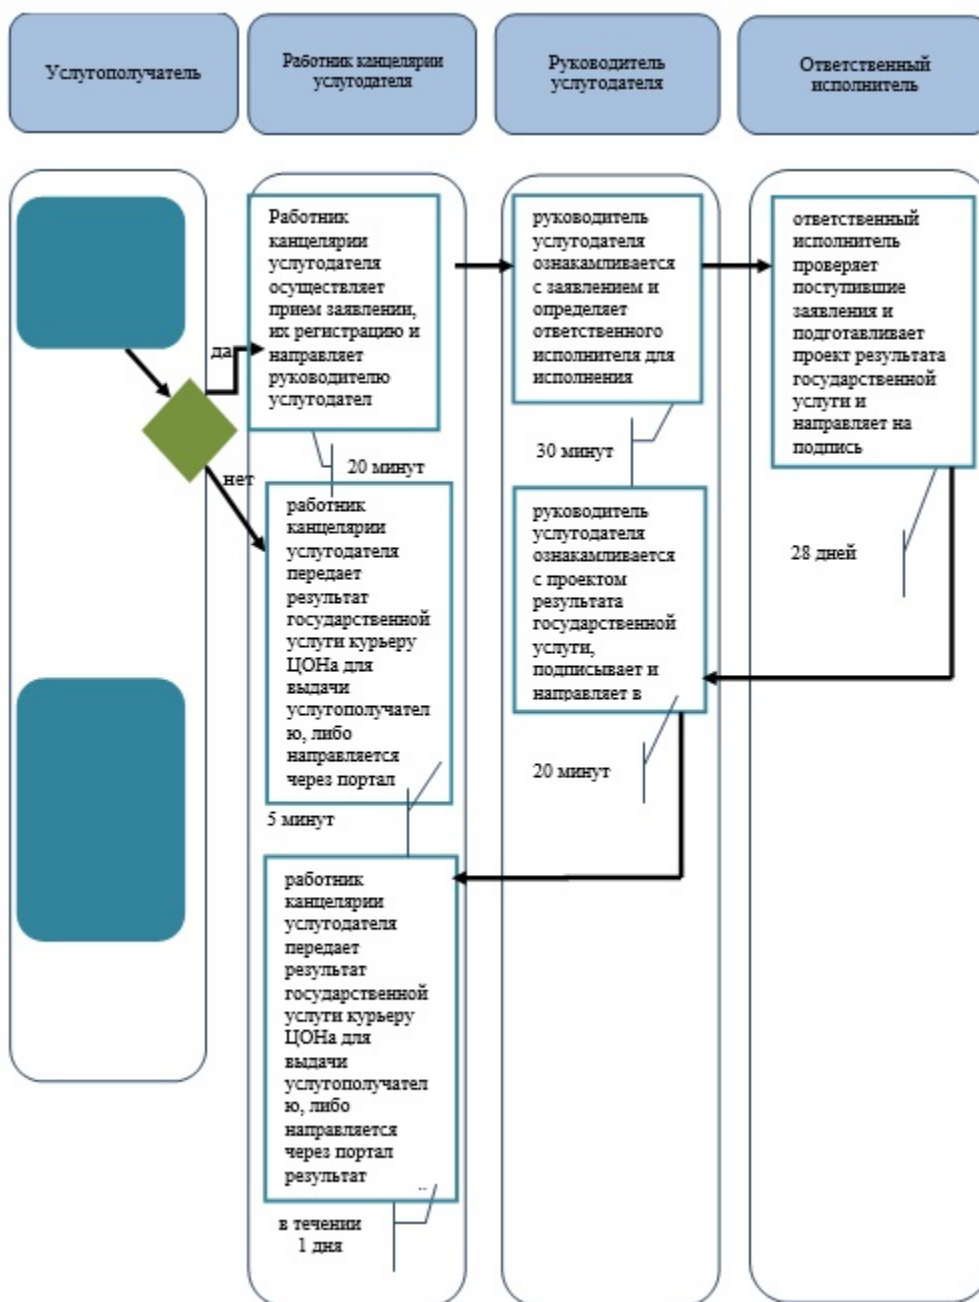 Услугополучатель
Работник канцелярии
услугодателя
Руководитель
услугодателя
Ответственный
исполнитель
Работник
канцелярии
услугодателя
осуществляет
прием заявлении,
их регистрацию и
направляет
руководителю
услугодател
руководитель
услугодателя
ознакамливается
с заявлением и
определяет
ответственного
исполнителя для
исполнения
ответственный
исполнитель
проверяет
поступившие
заявления и
подготавливает
проект результата
государственной
услуги и
направляет на
подпись
да
нет
20 минут
30 минут
28 дней
работник
канцелярии
услугодателя
передает
результат
государственной
услуги курьеру
ЦОНа для
выдачи
услугополучател
ю, либо
направляется
через портал
руководитель
услугодателя
ознакамливается
с проектом
результата
государственной
услуги,
подписывает и
направляет в
20 минут
5 минут
работник
канцелярии
услугодателя
передает
результат
государственной
услуги курьеру
ЦОНа для
выдачи
услугополучател
ю, либо
направляется
через портал
результат
..
в течении
1 дня